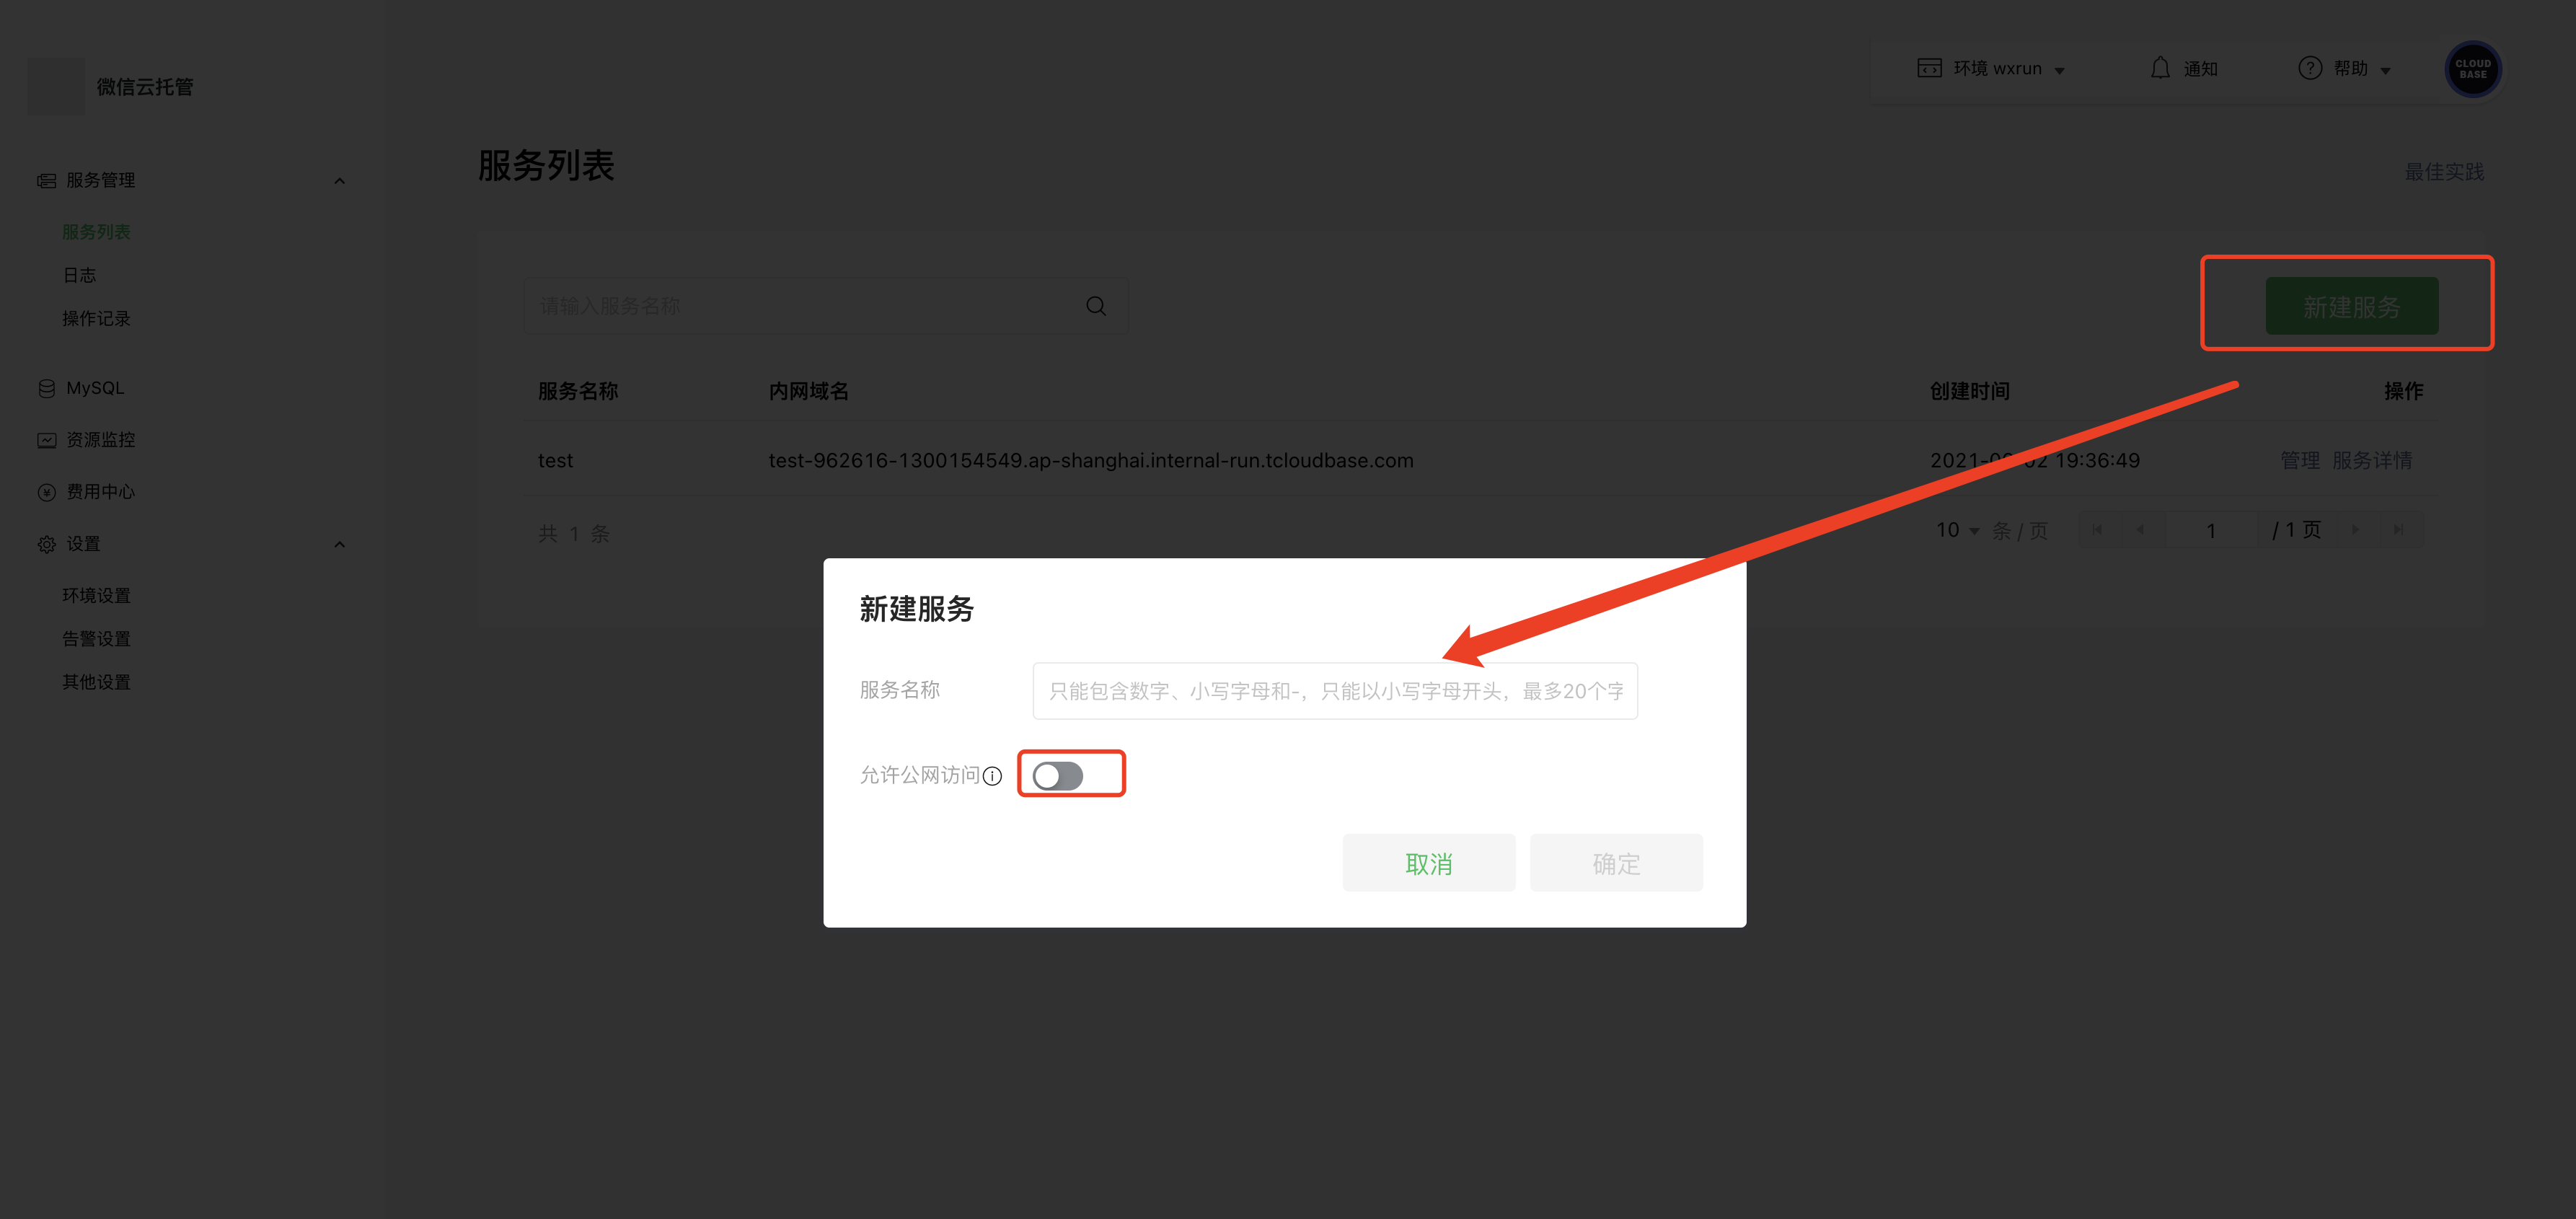 微信云托管
环境 wxrun
通知
帮助
CLOUD
BASE
服务管理
服务列表
日志
操作记录
MySQL
资源监控
费用中心
设置
环境设置
告警设置
其他设置
服务列表
最佳实践
请输入服务名称
新建服务
服务名称 内网域名 创建时间 操作
test test-962616-1300154549.ap-shanghai.internal-run.tcloudbase.com 19:36:49 管理 服务详情
共 1 条
10 条 / 页 1 / 1 页
新建服务
服务名称 只能包含数字、小写字母和-，只能以小写字母开头，最多20个字
允许公网访问
取消 确定